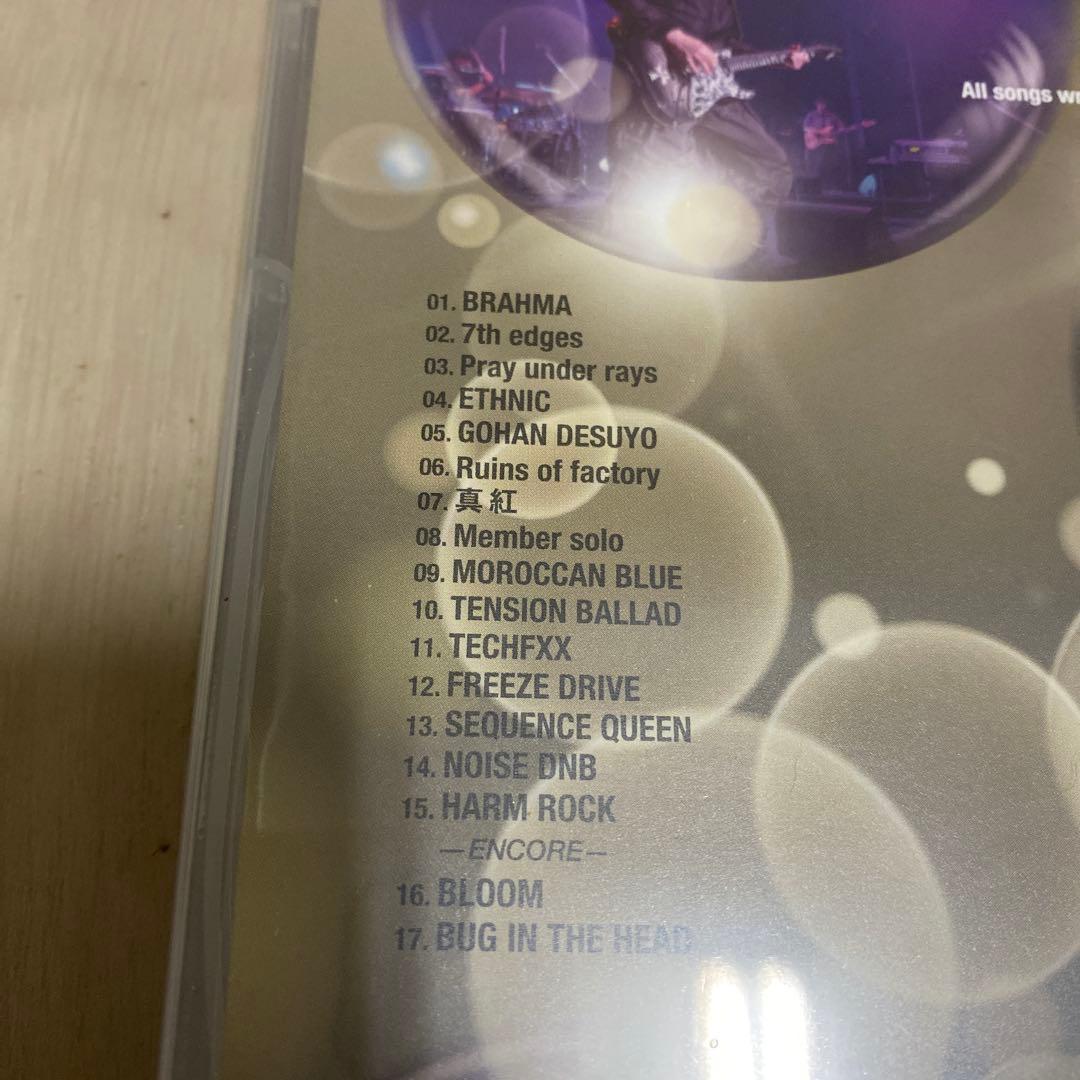 All songs
01. BRAHMA
02. 7th edges
03. Pray under rays
04. ETHNIC
05. GOHAN DESUYO
06. Ruins of factory
07. 真紅
08. Member solo
09. MOROCCAN BLUE
10. TENSION BALLAD
11. TECHFXX
12. FREEZE DRIVE
13. SEQUENCE QUEEN
14. NOISE DNB
15. HARM ROCK
—ENCORE—
16. BLOOM
17. BUG IN THE HEAD